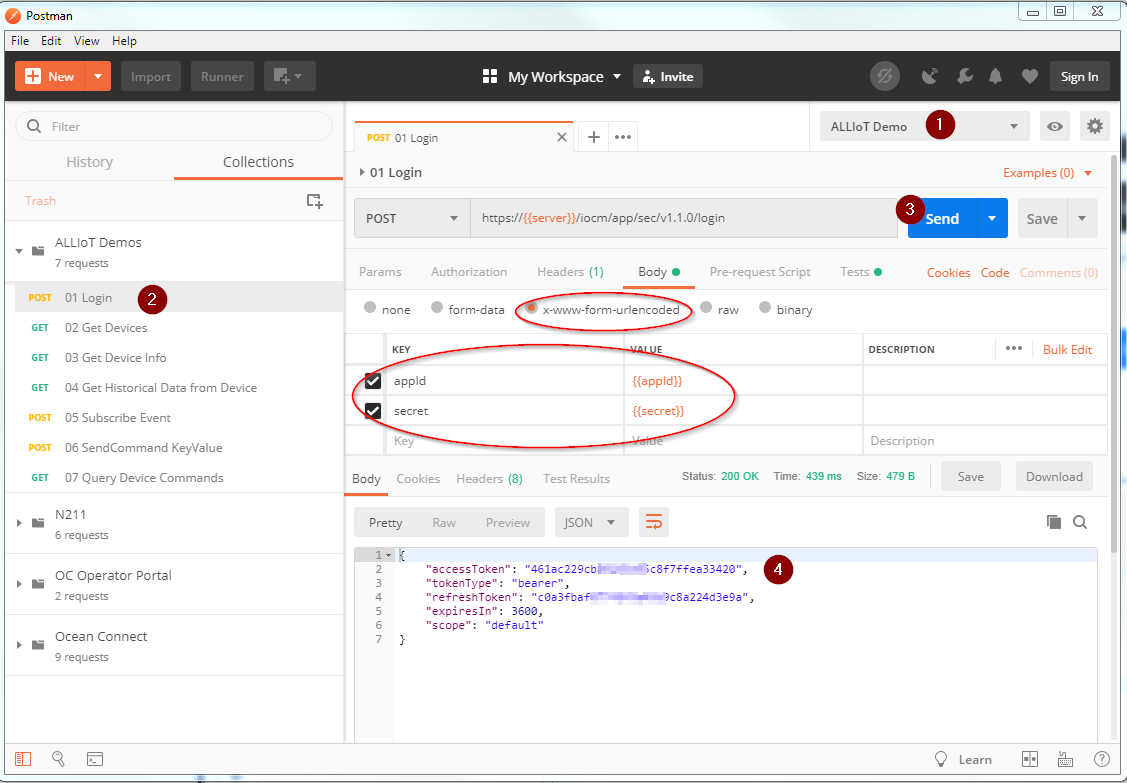 Postman
File Edit View Help
New Import Runner My Workspace Invite Sign In
Filter
History Collections
Trash
ALLIoT Demos
7 requests
POST 01 Login 2
GET 02 Get Devices
GET 03 Get Device Info
GET 04 Get Historical Data from Device
POST 05 Subscribe Event
POST 06 SendCommand KeyValue
GET 07 Query Device Commands
N211
6 requests
OC Operator Portal
2 requests
Ocean Connect
9 requests
POST 01 Login
ALLIoT Demo 1
01 Login Examples (0)
POST https://{{server}}/iocm/app/sec/v1.1.0/login 3 Send Save
Params Authorization Headers (1) Body Pre-request Script Tests Cookies Code Comments (0)
none form-data x-www-form-urlencoded raw binary
KEY VALUE DESCRIPTION Bulk Edit
appId {{appId}}
secret {{secret}}
Key Value Description
Body Cookies Headers (8) Test Results Status: 200 OK Time: 439 ms Size: 479 B Save Download
Pretty Raw Preview JSON
1 {
2 "accessToken": "461ac229cb 5c8f7ffea33420", 4
3 "tokenType": "bearer",
4 "refreshToken": "c0a3fbaf 9c8a224d3e9a",
5 "expiresIn": 3600,
6 "scope": "default"
7 }
Learn